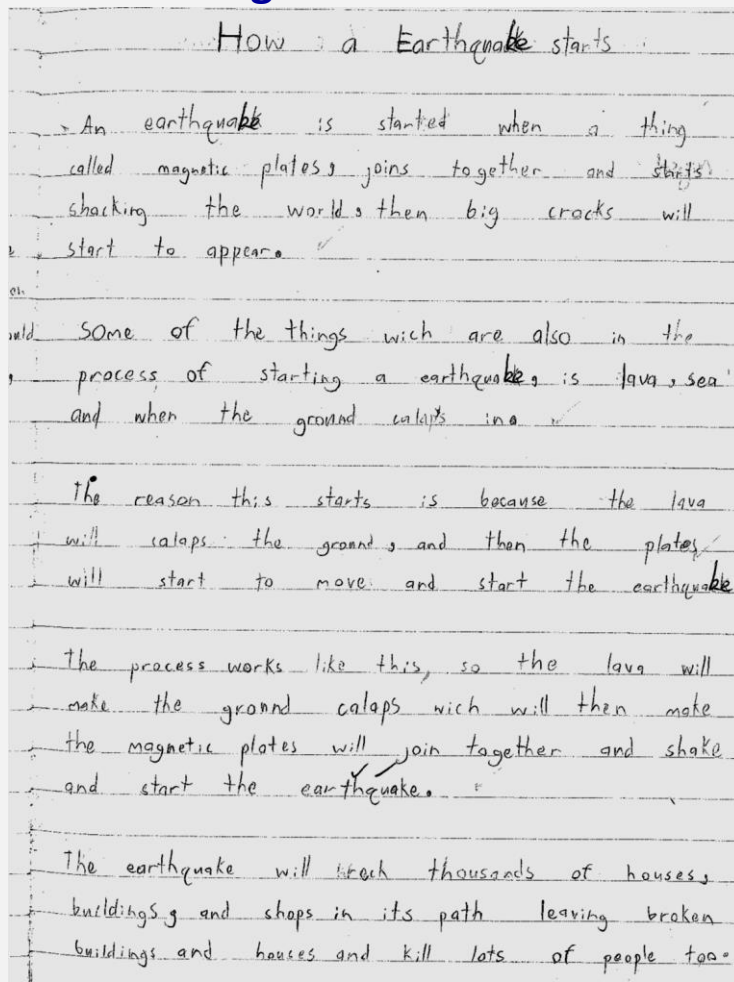 How a Earthquake starts
An earthquake is started when a thing
called magnetic plates, joins together and starts
shacking the world, then big cracks will
start to appear.
some of the things wich are also in the
process of starting a earthquake, is lava, sea
and when the ground calaps in.
The reason this starts is because the lava
will calaps the ground, and then the plates
will start to move and start the earthquake
The process works like this, so the lava will
make the ground calaps wich will then make
the magnetic plates will join together and shake
and start the earthquake.
The earthquake will thousands of houses,
buildings, and shops in its path leaving broken
buildings and houses and kill lots of people too.